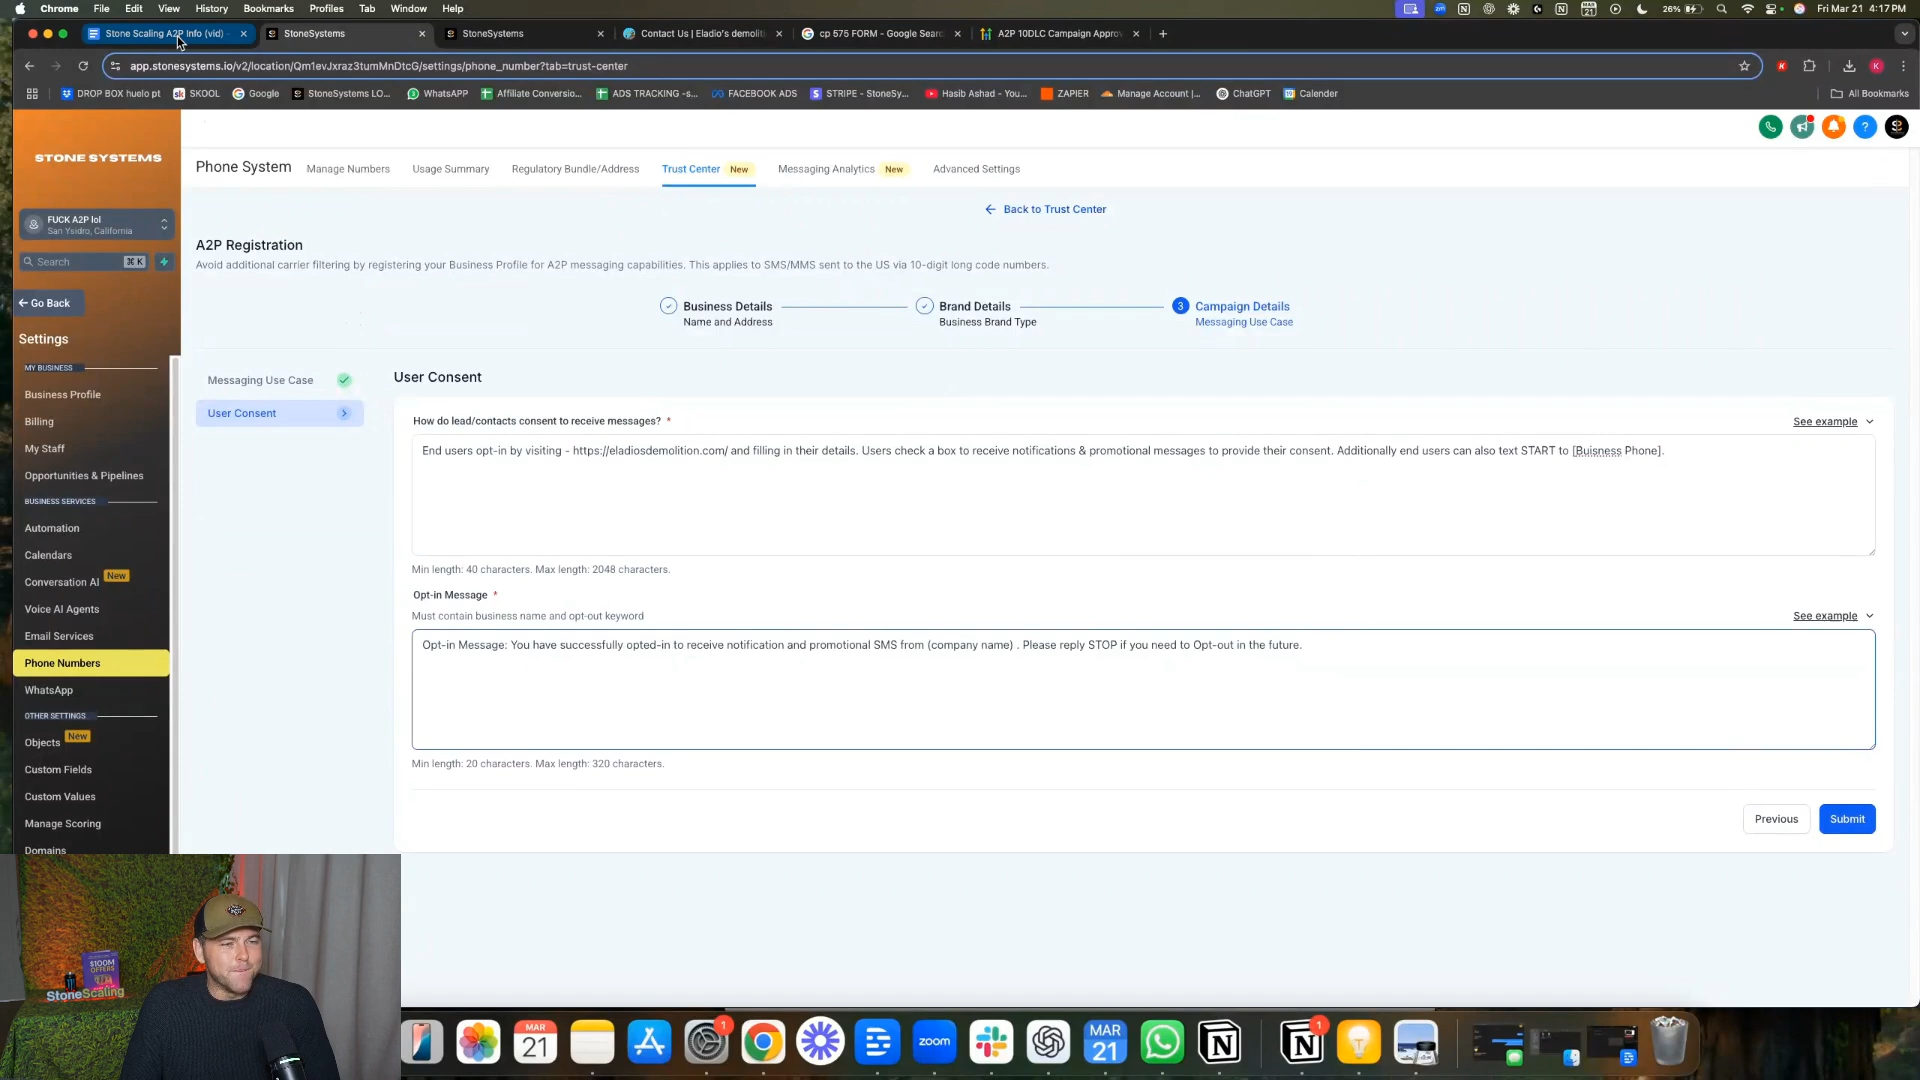 Chrome File Edit View History Bookmarks Profiles Tab Window Help
MAR 21 26% Fri Mar 21 4:17 PM
Stone Scaling A2P Info (vid) - StoneSystems StoneSystems Contact Us | Eladio's demoliti cp 575 FORM - Google Searc A2P 10DLC Campaign Approv
app.stonesystems.io/v2/location/Qm1evJxraz3tumMnDtcG/settings/phone_number?tab=trust-center
DROP BOX huelo pt SKOOL Google StoneSystems LO... WhatsAPP Affiliate Conversio... ADS TRACKING -s... FACEBOOK ADS STRIPE - StoneSy... Hasib Ashad - You... ZAPIER Manage Account |... ChatGPT Calender All Bookmarks
STONE SYSTEMS
Phone System Manage Numbers Usage Summary Regulatory Bundle/Address Trust Center New Messaging Analytics New Advanced Settings
FUCK A2P lol
San Ysidro, California
Search ⌘ K
Go Back
Settings
MY BUSINESS
Business Profile
Billing
My Staff
Opportunities & Pipelines
BUSINESS SERVICES
Automation
Calendars
Conversation AI New
Voice AI Agents
Email Services
Phone Numbers
WhatsApp
OTHER SETTINGS
Objects New
Custom Fields
Custom Values
Manage Scoring
Domains
Back to Trust Center
A2P Registration
Avoid additional carrier filtering by registering your Business Profile for A2P messaging capabilities. This applies to SMS/MMS sent to the US via 10-digit long code numbers.
Business Details
Name and Address
Brand Details
Business Brand Type
3 Campaign Details
Messaging Use Case
Messaging Use Case
User Consent
User Consent
How do lead/contacts consent to receive messages? *
See example
End users opt-in by visiting - https://eladiosdemolition.com/ and filling in their details. Users check a box to receive notifications & promotional messages to provide their consent. Additionally end users can also text START to [Buisness Phone].
Min length: 40 characters. Max length: 2048 characters.
Opt-in Message *
Must contain business name and opt-out keyword
See example
Opt-in Message: You have successfully opted-in to receive notification and promotional SMS from (company name) . Please reply STOP if you need to Opt-out in the future.
Min length: 20 characters. Max length: 320 characters.
Previous Submit
$100M
OFFERS
StoneScaling
MAR
21
1
zoom
MAR
21
1